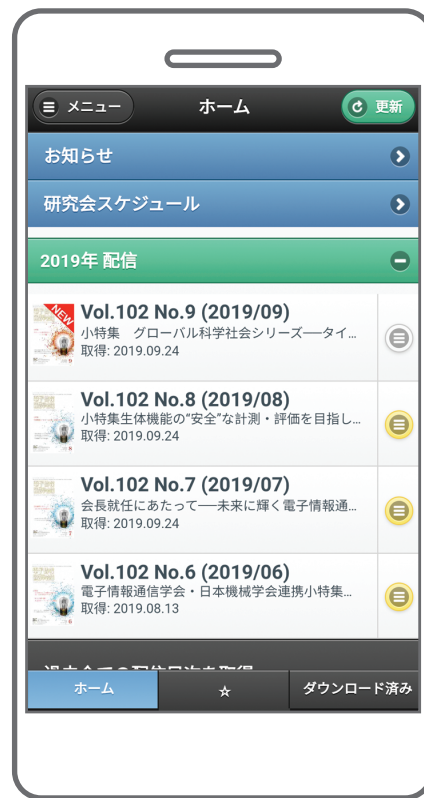 メニュー
ホーム
更新
お知らせ
研究会スケジュール
2019年 配信
NEW
Vol.102 No.9 (2019/09)
小特集　グローバル科学社会シリーズ──タイ...
取得: 2019.09.24
Vol.102 No.8 (2019/08)
小特集生体機能の“安全”な計測・評価を目指し...
取得: 2019.09.24
Vol.102 No.7 (2019/07)
会長就任にあたって──未来に輝く電子情報通...
取得: 2019.09.24
Vol.102 No.6 (2019/06)
電子情報通信学会・日本機械学会連携小特集...
取得: 2019.08.13
ホーム
☆
ダウンロード済み